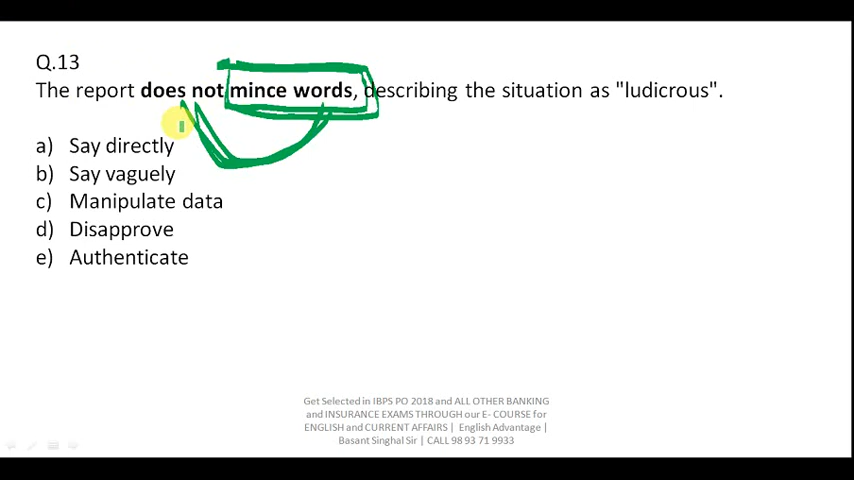 Q.13
The report does not mince words, describing the situation as "ludicrous".
a) Say directly
b) Say vaguely
c) Manipulate data
d) Disapprove
e) Authenticate
Get Selected in IBPS PO 2018 and ALL OTHER BANKING
and INSURANCE EXAMS THROUGH our E- COURSE for
ENGLISH and CURRENT AFFAIRS | English Advantage |
Basant Singhal Sir | CALL 98 93 71 9933